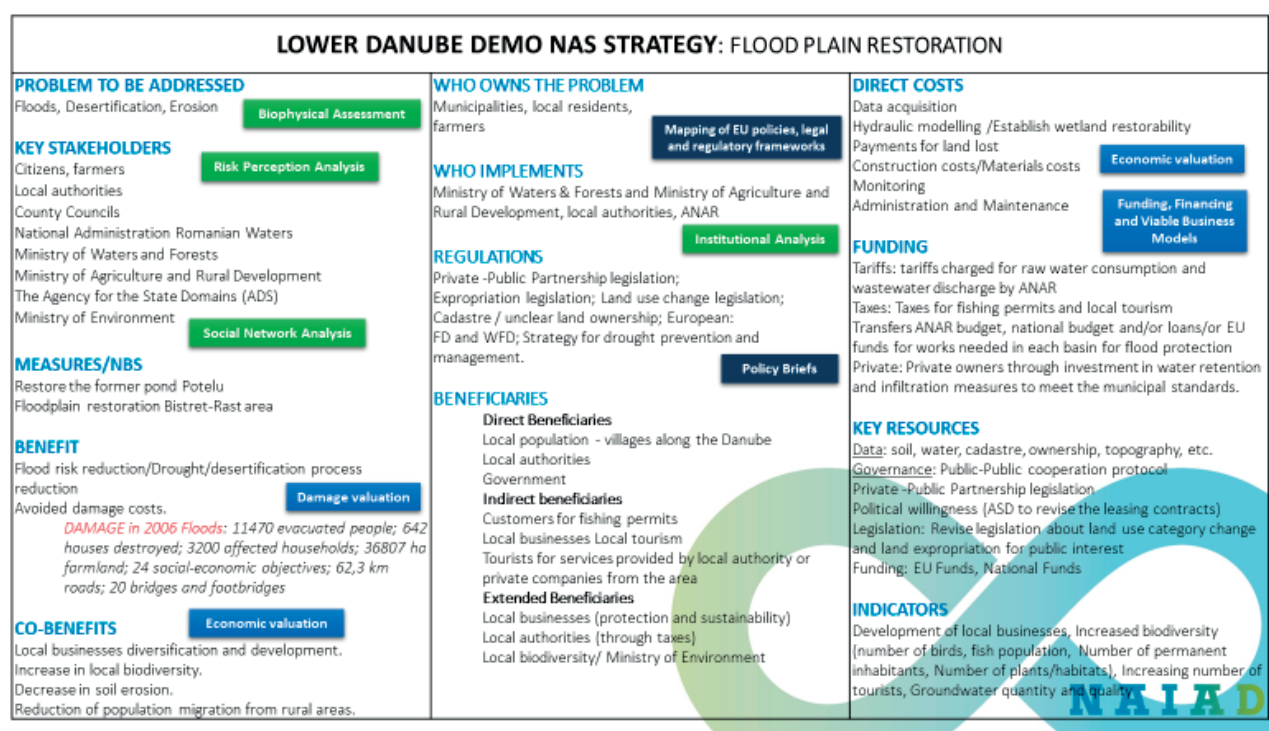 LOWER DANUBE DEMO NAS STRATEGY: FLOOD PLAIN RESTORATION
PROBLEM TO BE ADDRESSED
Floods, Desertification, Erosion
Biophysical Assessment
KEY STAKEHOLDERS
Citizens, farmers
Risk Perception Analysis
Local authorities
County Councils
National Administration Romanian Waters
Ministry of Waters and Forests
Ministry of Agriculture and Rural Development
The Agency for the State Domains (ADS)
Ministry of Environment
Social Network Analysis
MEASURES/NBS
Restore the former pond Potelu
Floodplain restoration Bistret-Rast area
BENEFIT
Flood risk reduction/Drought/desertification process
reduction
Damage valuation
Avoided damage costs.
DAMAGE in 2006 Floods: 11470 evacuated people; 642
houses destroyed; 3200 affected households; 36807 ha
farmland; 24 social-economic objectives; 62,3 km
roads; 20 bridges and footbridges
CO-BENEFITS
Economic valuation
Local businesses diversification and development.
Increase in local biodiversity.
Decrease in soil erosion.
Reduction of population migration from rural areas.
WHO OWNS THE PROBLEM
Municipalities, local residents,
farmers
Mapping of EU policies, legal
and regulatory frameworks
WHO IMPLEMENTS
Ministry of Waters & Forests and Ministry of Agriculture and
Rural Development, local authorities, ANAR
Institutional Analysis
REGULATIONS
Private -Public Partnership legislation;
Expropriation legislation; Land use change legislation;
Cadastre / unclear land ownership; European:
FD and WFD; Strategy for drought prevention and
management.
Policy Briefs
BENEFICIARIES
Direct Beneficiaries
Local population - villages along the Danube
Local authorities
Government
Indirect beneficiaries
Customers for fishing permits
Local businesses Local tourism
Tourists for services provided by local authority or
private companies from the area
Extended Beneficiaries
Local businesses (protection and sustainability)
Local authorities (through taxes)
Local biodiversity/ Ministry of Environment
DIRECT COSTS
Data acquisition
Hydraulic modelling /Establish wetland restorability
Payments for land lost
Construction costs/Materials costs
Economic valuation
Monitoring
Administration and Maintenance
Funding, Financing
and Viable Business
Models
FUNDING
Tariffs: tariffs charged for raw water consumption and
wastewater discharge by ANAR
Taxes: Taxes for fishing permits and local tourism
Transfers ANAR budget, national budget and/or loans/or EU
funds for works needed in each basin for flood protection
Private: Private owners through investment in water retention
and infiltration measures to meet the municipal standards.
KEY RESOURCES
Data: soil, water, cadastre, ownership, topography, etc.
Governance: Public-Public cooperation protocol
Private -Public Partnership legislation
Political willingness (ASD to revise the leasing contracts)
Legislation: Revise legislation about land use category change
and land expropriation for public interest
Funding: EU Funds, National Funds
INDICATORS
Development of local businesses, Increased biodiversity
(number of birds, fish population, Number of permanent
inhabitants, Number of plants/habitats), Increasing number of
tourists, Groundwater quantity and quality
NAIAD